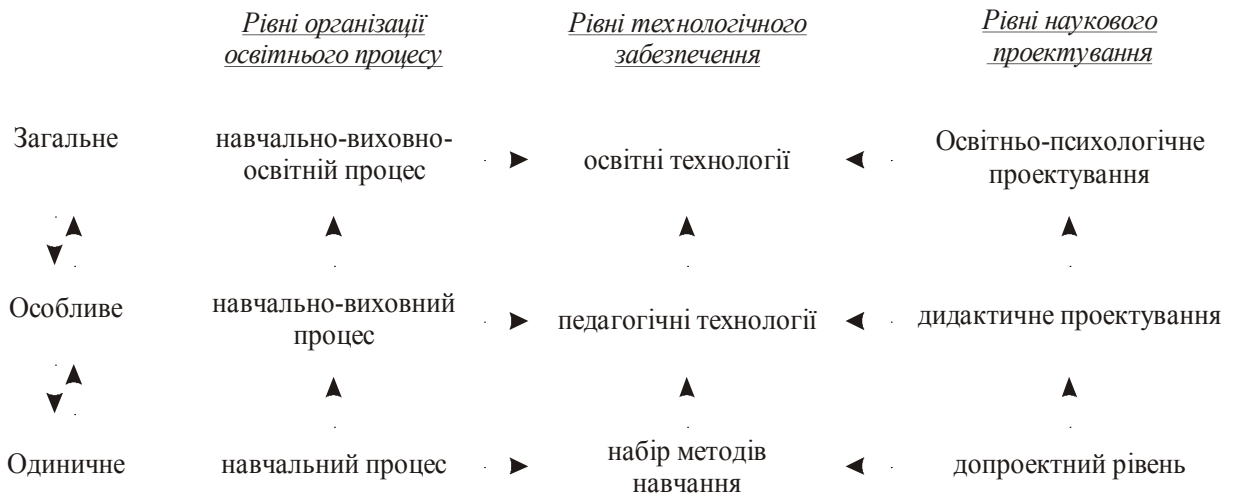 Рівні організації
освітнього процесу
Рівні технологічного
забезпечення
Рівні наукового
проектування
Загальне
навчально-виховно-
освітній процес
освітні технології
Освітньо-психологічне
проектування
Особливе
навчально-виховний
процес
педагогічні технології
дидактичне проектування
Одиничне
навчальний процес
набір методів
навчання
допроектний рівень